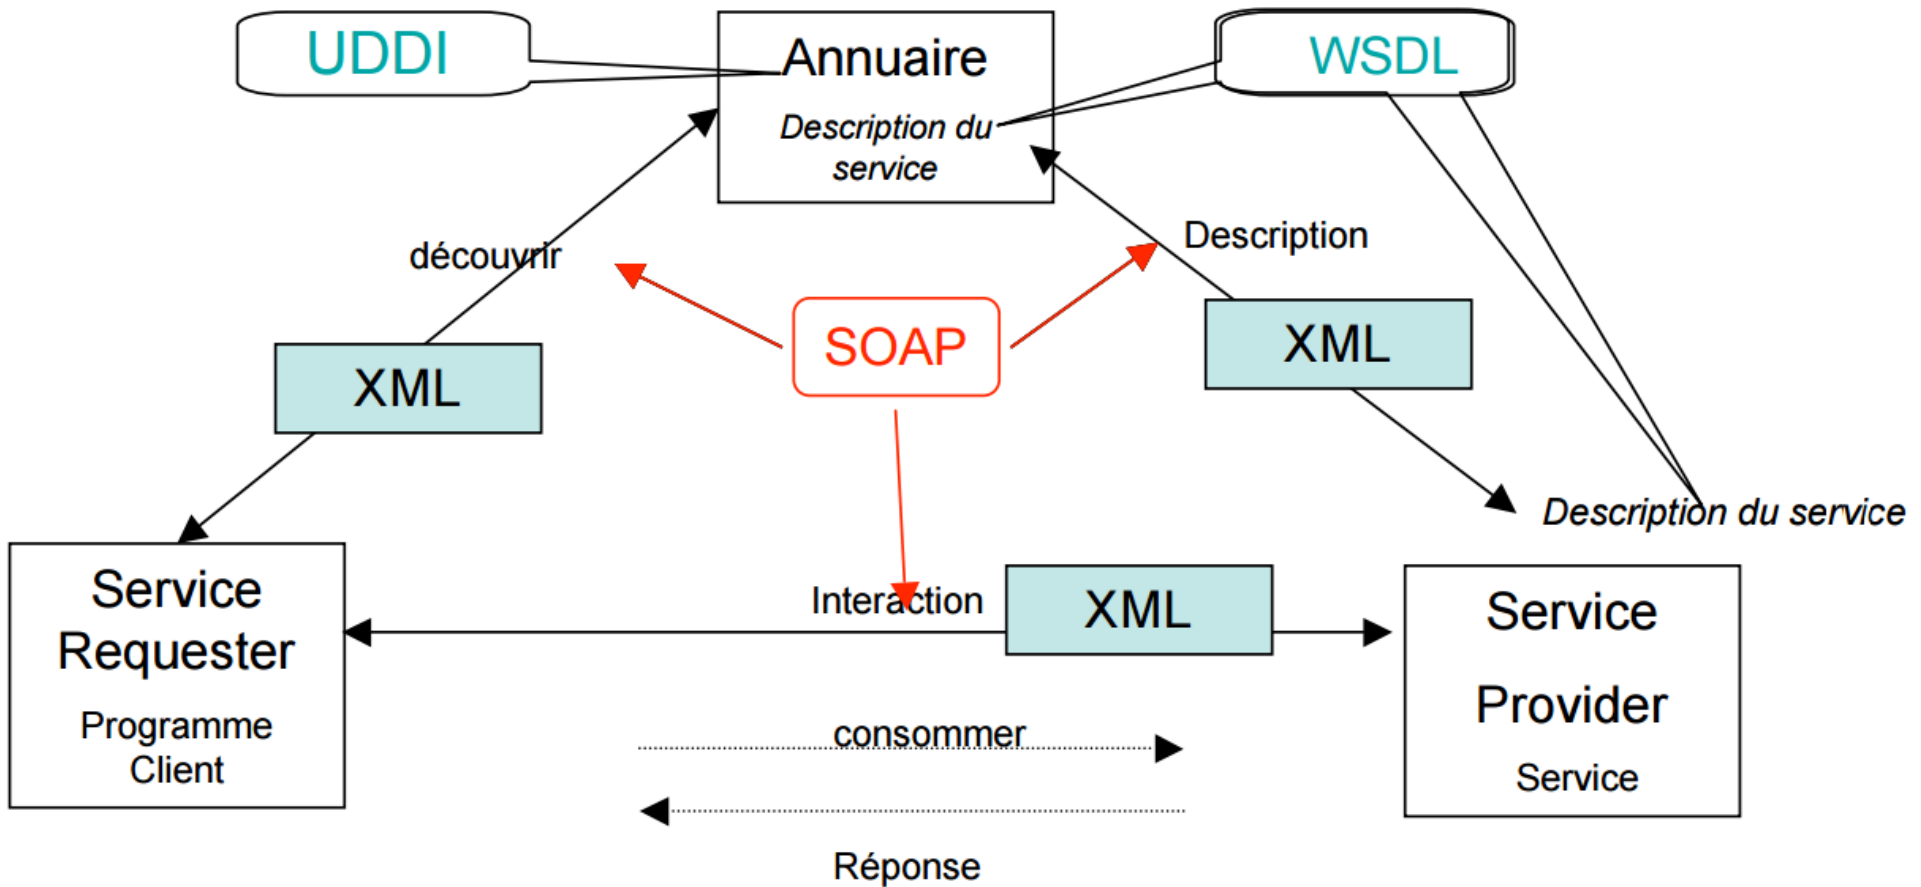 UDDI
Annuaire
WSDL
Description du
service
découvrir
Description
SOAP
XML
XML
Description du service
Service
Requester
Programme
Client
Interaction
XML
Service
Provider
Service
consommer
Réponse